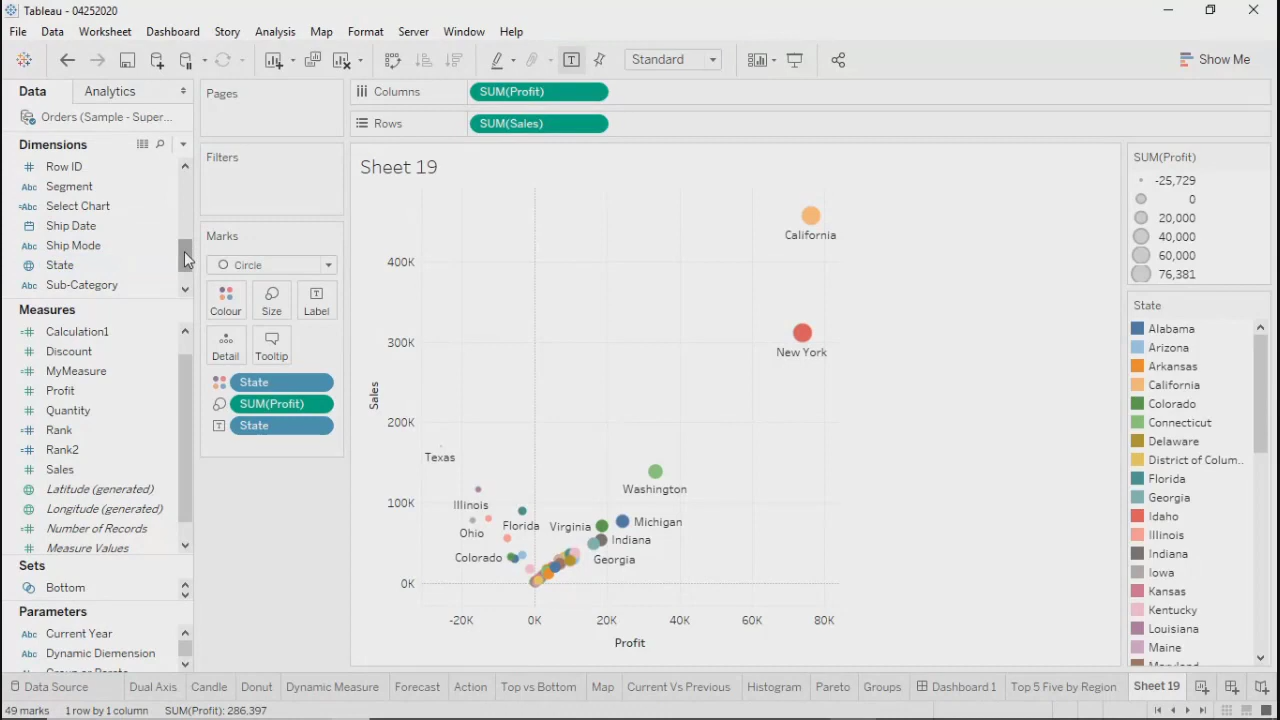 Tableau - 04252020
File Data Worksheet Dashboard Story Analysis Map Format Server Window Help
Standard
Show Me
Data Analytics
Orders (Sample - Super...
Dimensions
# Row ID
Abc Segment
=Abc Select Chart
Ship Date
Abc Ship Mode
State
Abc Sub-Category
Measures
=# Calculation1
# Discount
=# MyMeasure
# Profit
# Quantity
=# Rank
=# Rank2
# Sales
Latitude (generated)
Longitude (generated)
=# Number of Records
# Measure Values
Sets
Bottom
Parameters
Abc Current Year
Abc Dynamic Diemension
Pages
Filters
Marks
Circle
Colour Size Label
Detail Tooltip
State
SUM(Profit)
State
Columns SUM(Profit)
Rows SUM(Sales)
Sheet 19
California
400K
300K
New York
Sales
200K
Texas
Washington
100K
Illinois
Ohio
Florida
Virginia
Michigan
Indiana
Colorado
Georgia
0K
-20K 0K 20K 40K 60K 80K
Profit
SUM(Profit)
-25,729
0
20,000
40,000
60,000
76,381
State
Alabama
Arizona
Arkansas
California
Colorado
Connecticut
Delaware
District of Colum..
Florida
Georgia
Idaho
Illinois
Indiana
Iowa
Kansas
Kentucky
Louisiana
Maine
Maryland
Data Source Dual Axis Candle Donut Dynamic Measure Forecast Action Top vs Bottom Map Current Vs Previous Histogram Pareto Groups Dashboard 1 Top 5 Five by Region Sheet 19
49 marks 1 row by 1 column SUM(Profit): 286,397